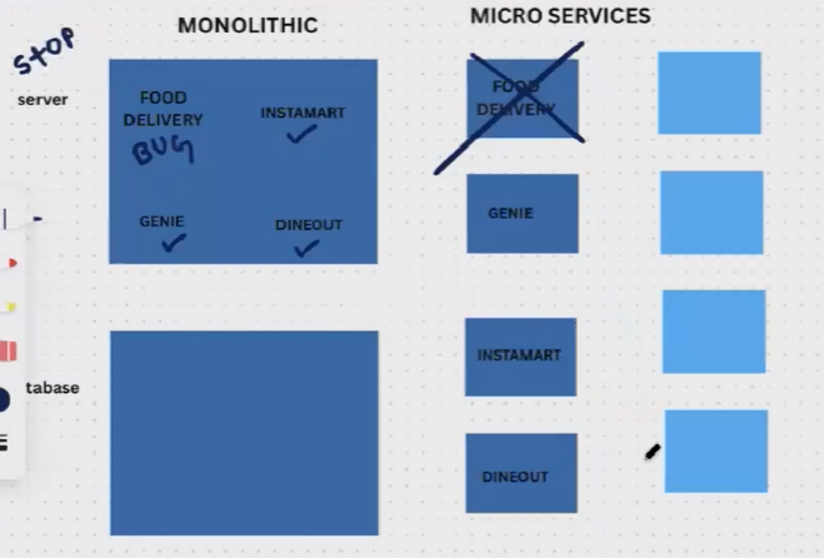 MONOLITHIC
MICRO SERVICES
STOP
server
FOOD
DELIVERY
BUG
INSTAMART
GENIE
DINEOUT
tabase
FOOD
DELIVERY
GENIE
INSTAMART
DINEOUT